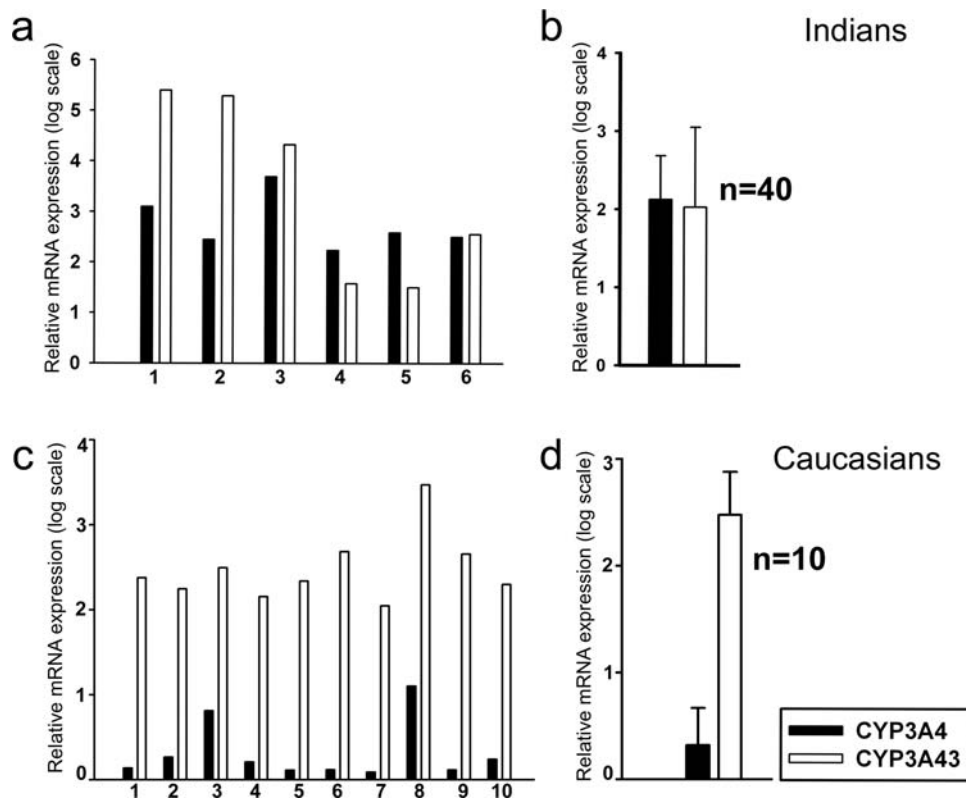 a
Relative mRNA expression (log scale)
6
5
4
3
2
1
0
1 2 3 4 5 6
b
Indians
Relative mRNA expression (log scale)
4
3
2
1
0
n=40
c
Relative mRNA expression (log scale)
4
3
2
1
0
1 2 3 4 5 6 7 8 9 10
d
Caucasians
Relative mRNA expression (log scale)
3
2
1
0
n=10
CYP3A4
CYP3A43